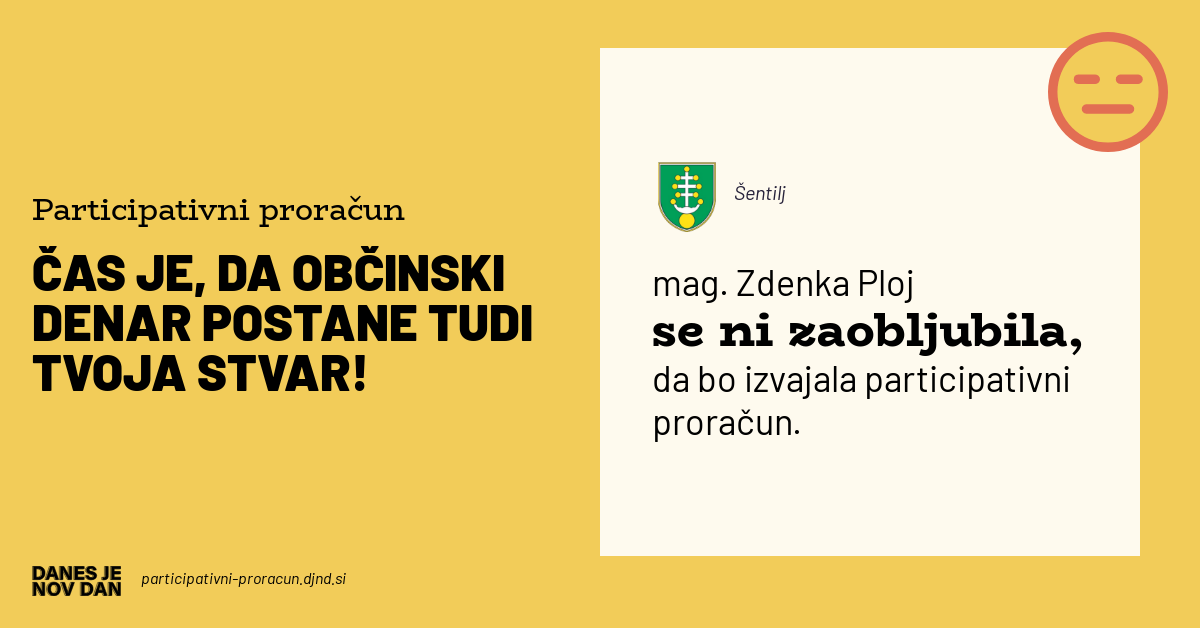 Participativni proračun
ČAS JE, DA OBČINSKI
DENAR POSTANE TUDI
TVOJA STVAR!
Šentilj
mag. Zdenka Ploj
se ni zaobljubila,
da bo izvajala participativni
proračun.
DANES JE
NOV DAN
participativni-proracun.djnd.si